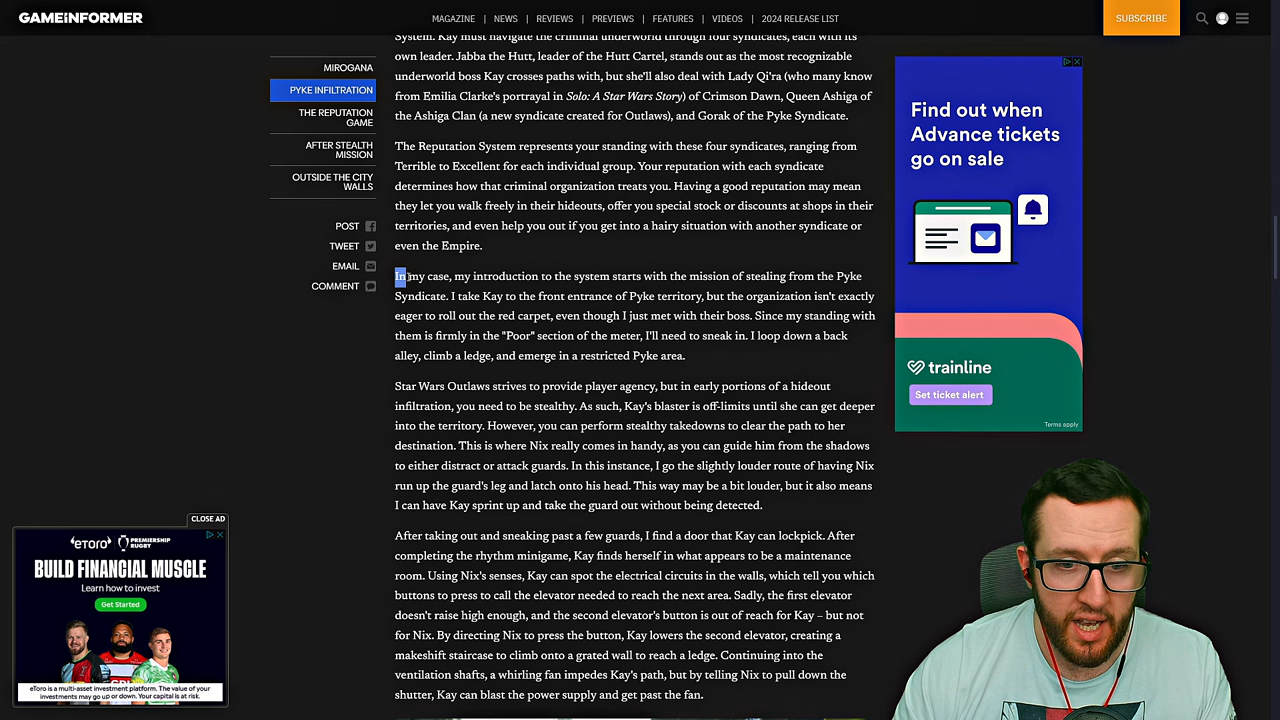 GAMEINFORMER
MAGAZINE | NEWS | REVIEWS | PREVIEWS | FEATURES | VIDEOS | 2024 RELEASE LIST
SUBSCRIBE
MIROGANA
PYKE INFILTRATION
THE REPUTATION
GAME
AFTER STEALTH
MISSION
OUTSIDE THE CITY
WALLS
POST
TWEET
EMAIL
COMMENT
System. Kay must navigate the criminal underworld through four syndicates, each with its
own leader. Jabba the Hutt, leader of the Hutt Cartel, stands out as the most recognizable
underworld boss Kay crosses paths with, but she'll also deal with Lady Qi'ra (who many know
from Emilia Clarke's portrayal in Solo: A Star Wars Story) of Crimson Dawn, Queen Ashiga of
the Ashiga Clan (a new syndicate created for Outlaws), and Gorak of the Pyke Syndicate.
The Reputation System represents your standing with these four syndicates, ranging from
Terrible to Excellent for each individual group. Your reputation with each syndicate
determines how that criminal organization treats you. Having a good reputation may mean
they let you walk freely in their hideouts, offer you special stock or discounts at shops in their
territories, and even help you out if you get into a hairy situation with another syndicate or
even the Empire.
In my case, my introduction to the system starts with the mission of stealing from the Pyke
Syndicate. I take Kay to the front entrance of Pyke territory, but the organization isn't exactly
eager to roll out the red carpet, even though I just met with their boss. Since my standing with
them is firmly in the "Poor" section of the meter, I'll need to sneak in. I loop down a back
alley, climb a ledge, and emerge in a restricted Pyke area.
Star Wars Outlaws strives to provide player agency, but in early portions of a hideout
infiltration, you need to be stealthy. As such, Kay's blaster is off-limits until she can get deeper
into the territory. However, you can perform stealthy takedowns to clear the path to her
destination. This is where Nix really comes in handy, as you can guide him from the shadows
to either distract or attack guards. In this instance, I go the slightly louder route of having Nix
run up the guard's leg and latch onto his head. This way may be a bit louder, but it also means
I can have Kay sprint up and take the guard out without being detected.
After taking out and sneaking past a few guards, I find a door that Kay can lockpick. After
completing the rhythm minigame, Kay finds herself in what appears to be a maintenance
room. Using Nix's senses, Kay can spot the electrical circuits in the walls, which tell you which
buttons to press to call the elevator needed to reach the next area. Sadly, the first elevator
doesn't raise high enough, and the second elevator's button is out of reach for Kay – but not
for Nix. By directing Nix to press the button, Kay lowers the second elevator, creating a
makeshift staircase to climb onto a grated wall to reach a ledge. Continuing into the
ventilation shafts, a whirling fan impedes Kay's path, but by telling Nix to pull down the
shutter, Kay can blast the power supply and get past the fan.
Find out when
Advance tickets
go on sale
trainline
Set ticket alert
Terms apply
CLOSE AD
eToro PREMIERSHIP
RUGBY
BUILD FINANCIAL MUSCLE
Learn how to invest
Get Started
eToro is a multi-asset investment platform. The value of your
investments may go up or down. Your capital is at risk.